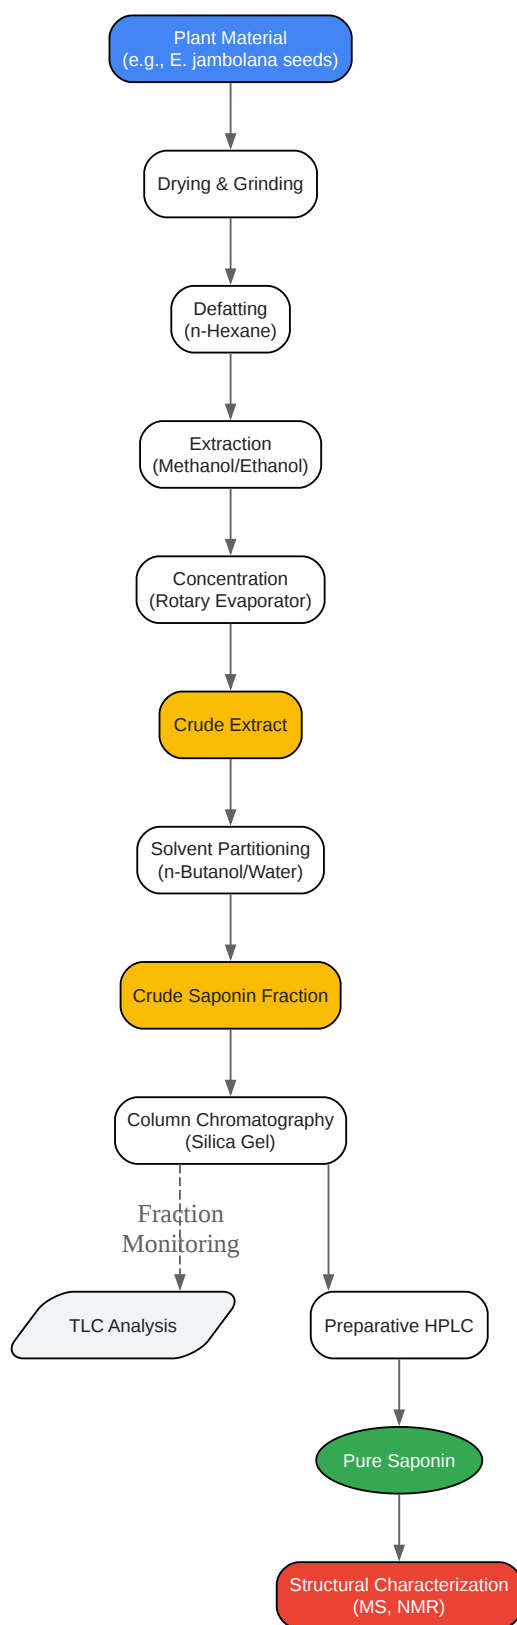 Plant Material
(e.g., E. jambolana seeds)
Drying & Grinding
Defatting
(n-Hexane)
Extraction
(Methanol/Ethanol)
Concentration
(Rotary Evaporator)
Crude Extract
Solvent Partitioning
(n-Butanol/Water)
Crude Saponin Fraction
Column Chromatography
(Silica Gel)
Fraction
Monitoring
TLC Analysis
Preparative HPLC
Pure Saponin
Structural Characterization
(MS, NMR)